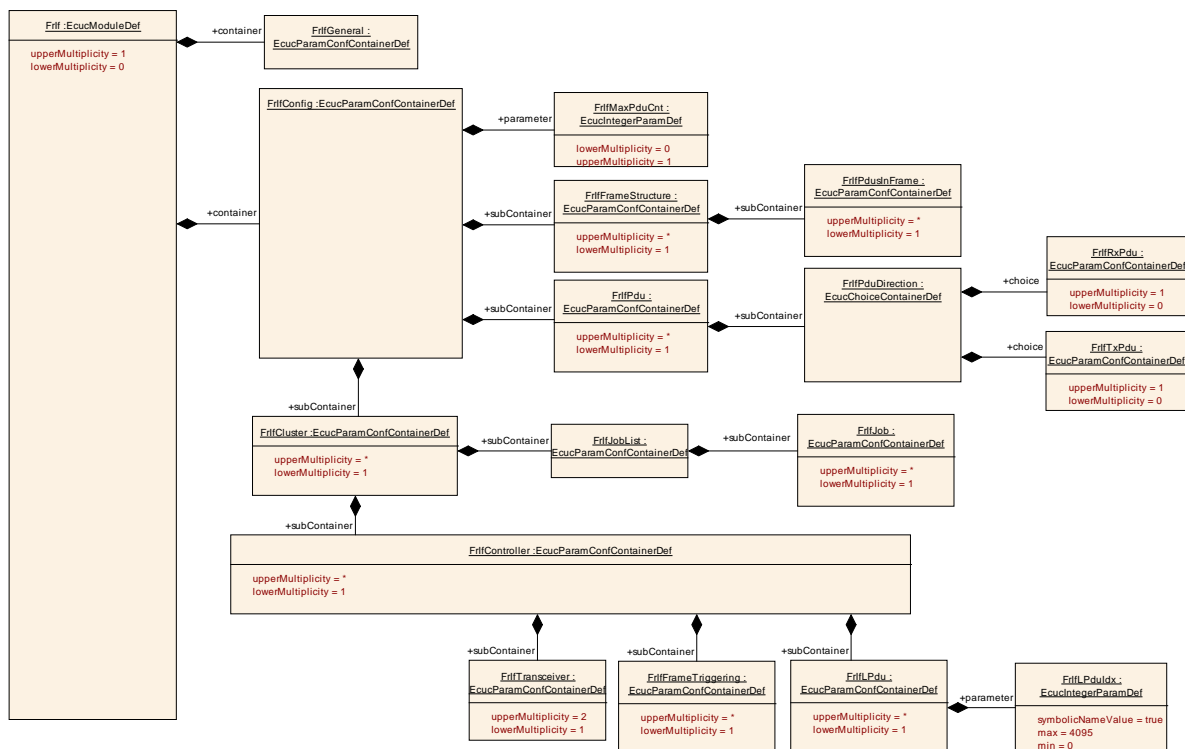 FrIf :EcucModuleDef
upperMultiplicity = 1
lowerMultiplicity = 0
+container
FrIfGeneral :
EcucParamConfContainerDef
+container
FrIfConfig :EcucParamConfContainerDef
+parameter
FrIfMaxPduCnt :
EcucIntegerParamDef
lowerMultiplicity = 0
upperMultiplicity = 1
+subContainer
FrIfFrameStructure :
EcucParamConfContainerDef
upperMultiplicity = *
lowerMultiplicity = 1
+subContainer
FrIfPdusInFrame :
EcucParamConfContainerDef
upperMultiplicity = *
lowerMultiplicity = 1
+subContainer
FrIfPdu :
EcucParamConfContainerDef
upperMultiplicity = *
lowerMultiplicity = 1
+subContainer
FrIfPduDirection :
EcucChoiceContainerDef
+choice
FrIfRxPdu :
EcucParamConfContainerDef
upperMultiplicity = 1
lowerMultiplicity = 0
+choice
FrIfTxPdu :
EcucParamConfContainerDef
upperMultiplicity = 1
lowerMultiplicity = 0
+subContainer
FrIfCluster :EcucParamConfContainerDef
upperMultiplicity = *
lowerMultiplicity = 1
+subContainer
FrIfJobList :
EcucParamConfContainerDef
+subContainer
FrIfJob :
EcucParamConfContainerDef
upperMultiplicity = *
lowerMultiplicity = 1
+subContainer
FrIfController :EcucParamConfContainerDef
upperMultiplicity = *
lowerMultiplicity = 1
+subContainer
FrIfTransceiver :
EcucParamConfContainerDef
upperMultiplicity = 2
lowerMultiplicity = 1
+subContainer
FrIfFrameTriggering :
EcucParamConfContainerDef
upperMultiplicity = *
lowerMultiplicity = 1
+subContainer
FrIfLPdu :
EcucParamConfContainerDef
upperMultiplicity = *
lowerMultiplicity = 1
+parameter
FrIfLPduIdx :
EcucIntegerParamDef
symbolicNameValue = true
max = 4095
min = 0